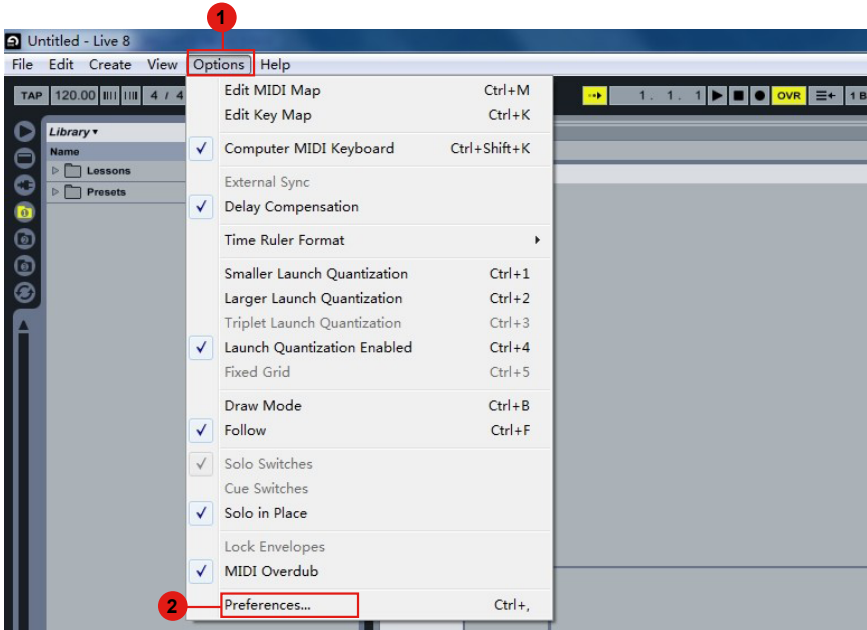 1
Untitled - Live 8
File Edit Create View Options Help
TAP 120.00 4 / 4 1. 1. 1 OVR 1 B
Library
Name
Lessons
Presets
Edit MIDI Map Ctrl+M
Edit Key Map Ctrl+K
Computer MIDI Keyboard Ctrl+Shift+K
External Sync
Delay Compensation
Time Ruler Format
Smaller Launch Quantization Ctrl+1
Larger Launch Quantization Ctrl+2
Triplet Launch Quantization Ctrl+3
Launch Quantization Enabled Ctrl+4
Fixed Grid Ctrl+5
Draw Mode Ctrl+B
Follow Ctrl+F
Solo Switches
Cue Switches
Solo in Place
Lock Envelopes
MIDI Overdub
2 Preferences... Ctrl+,